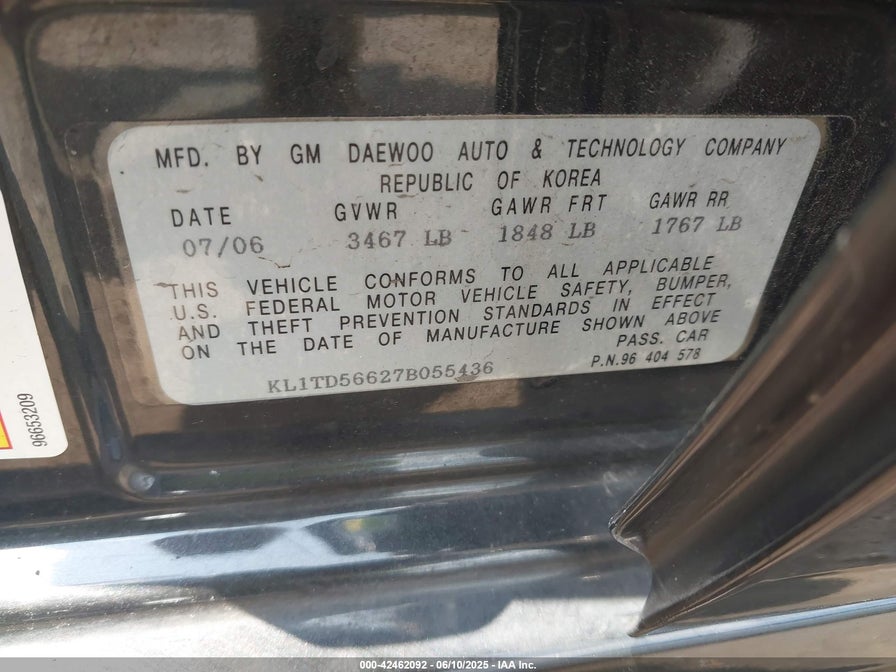 MFD. BY GM DAEWOO AUTO & TECHNOLOGY COMPANY
REPUBLIC OF KOREA
DATE GVWR GAWR FRT GAWR RR
07/06 3467 LB 1848 LB 1767 LB
THIS VEHICLE CONFORMS TO ALL APPLICABLE
U.S. FEDERAL MOTOR VEHICLE SAFETY, BUMPER,
AND THEFT PREVENTION STANDARDS IN EFFECT
ON THE DATE OF MANUFACTURE SHOWN ABOVE
PASS. CAR
KL1TD56627B055436
P.N.96 404 578
96653209
000-42462092 - 06/10/2025 - IAA Inc.